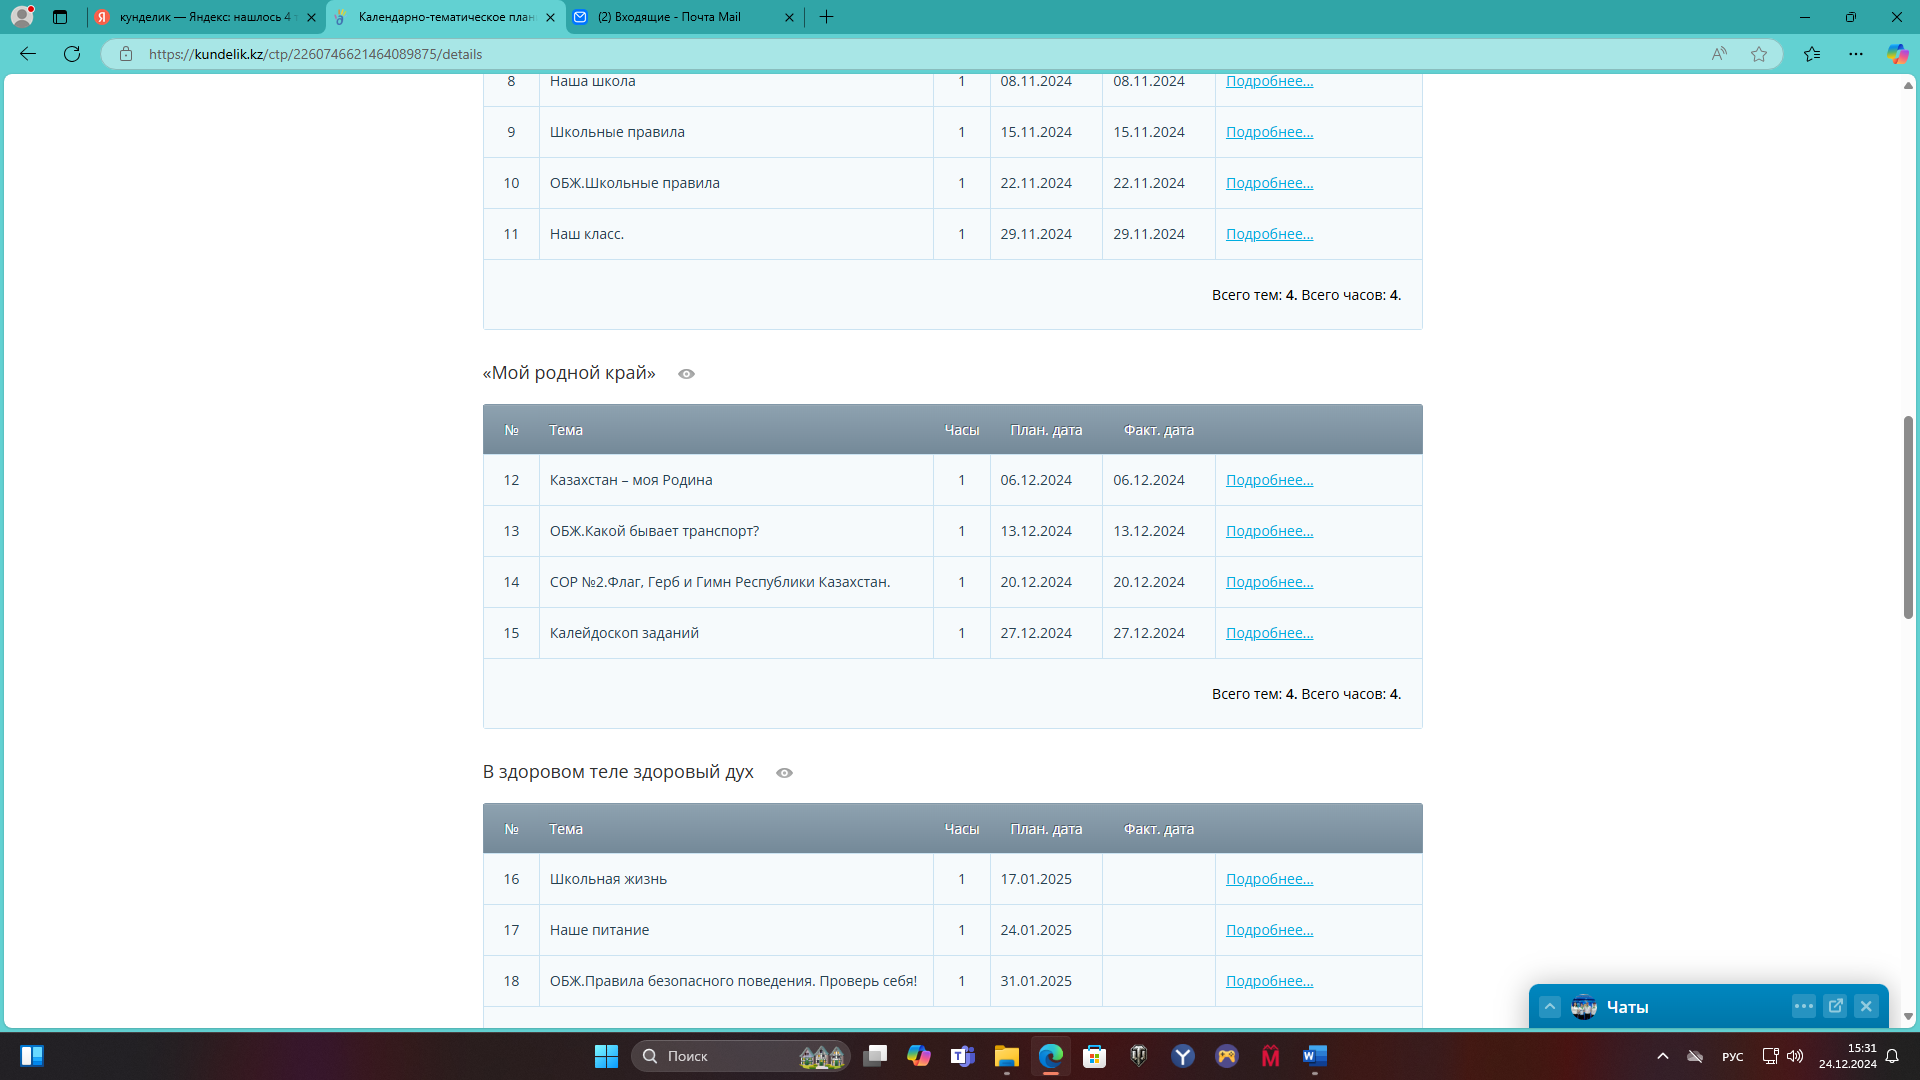 кунделик — Яндекс: нашлось 4 т
Календарно-тематическое план
(2) Входящие - Почта Mail
https://kundelik.kz/ctp/2260746621464089875/details
8 Наша школа 1 08.11.2024 08.11.2024 Подробнее...
9 Школьные правила 1 15.11.2024 15.11.2024 Подробнее...
10 ОБЖ.Школьные правила 1 22.11.2024 22.11.2024 Подробнее...
11 Наш класс. 1 29.11.2024 29.11.2024 Подробнее...
Всего тем: 4. Всего часов: 4.
«Мой родной край»
№ Тема Часы План. дата Факт. дата
12 Казахстан – моя Родина 1 06.12.2024 06.12.2024 Подробнее...
13 ОБЖ.Какой бывает транспорт? 1 13.12.2024 13.12.2024 Подробнее...
14 СОР №2.Флаг, Герб и Гимн Республики Казахстан. 1 20.12.2024 20.12.2024 Подробнее...
15 Калейдоскоп заданий 1 27.12.2024 27.12.2024 Подробнее...
Всего тем: 4. Всего часов: 4.
В здоровом теле здоровый дух
№ Тема Часы План. дата Факт. дата
16 Школьная жизнь 1 17.01.2025 Подробнее...
17 Наше питание 1 24.01.2025 Подробнее...
18 ОБЖ.Правила безопасного поведения. Проверь себя! 1 31.01.2025 Подробнее...
Чаты
Поиск
РУС
15:31
24.12.2024